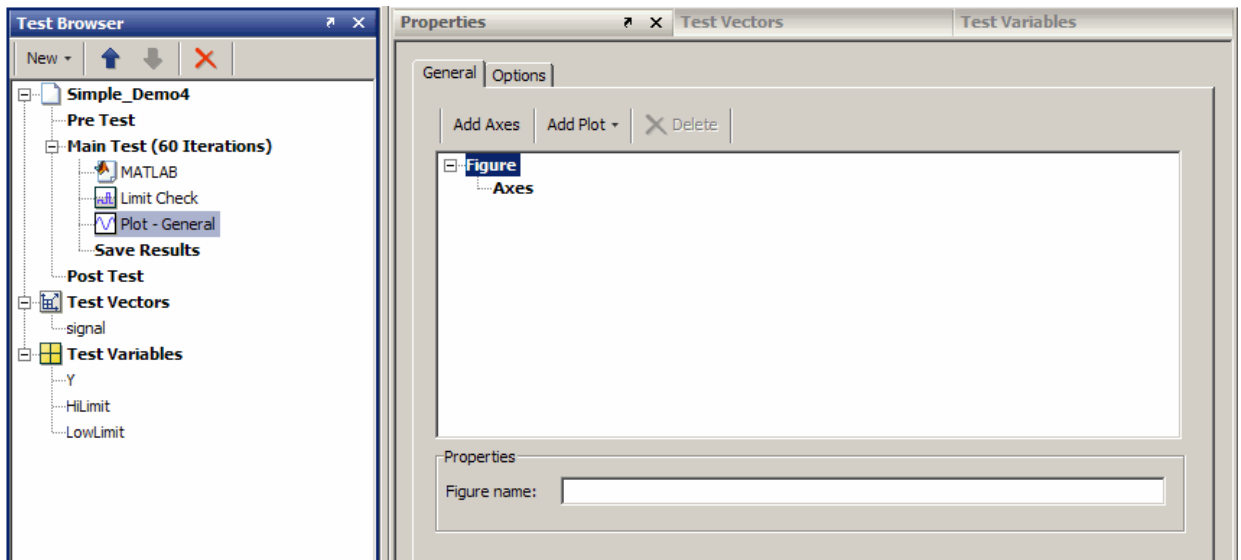 Test Browser
New
Simple_Demo4
Pre Test
Main Test (60 Iterations)
MATLAB
Limit Check
Plot - General
Save Results
Post Test
Test Vectors
signal
Test Variables
Y
HiLimit
LowLimit
Properties
Test Vectors
Test Variables
General
Options
Add Axes
Add Plot
Delete
Figure
Axes
Properties
Figure name: